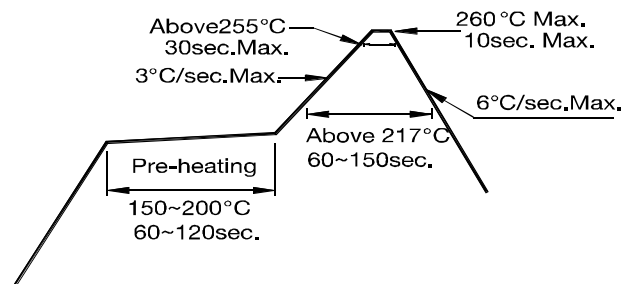 Above255°C
30sec.Max.
260°C Max.
10sec. Max.
3°C/sec.Max.
6°C/sec.Max.
Above 217°C
60~150sec.
Pre-heating
150~200°C
60~120sec.